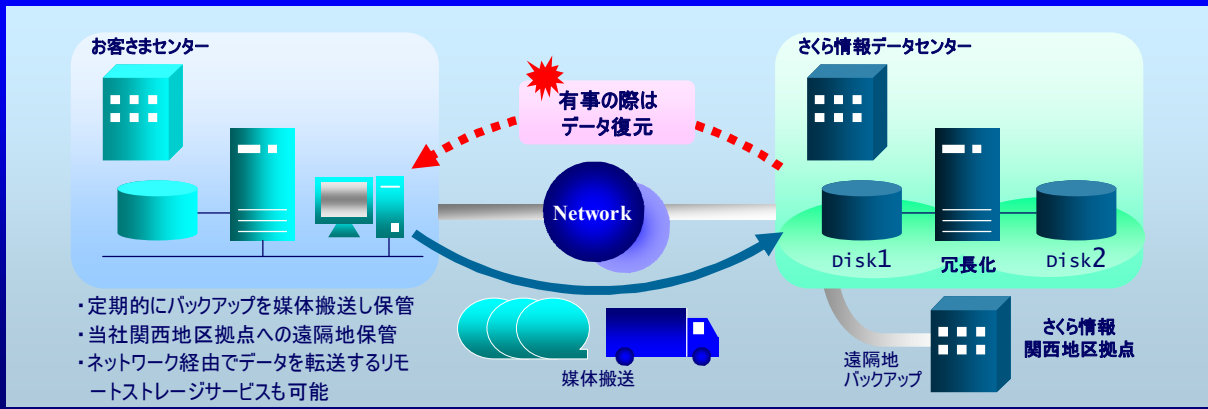 お客さまセンター
さくら情報データセンター
有事の際は
データ復元
Network
Disk1
冗長化
Disk2
・定期的にバックアップを媒体搬送し保管
・当社関西地区拠点への遠隔地保管
・ネットワーク経由でデータを転送するリモ
ートストレージサービスも可能
媒体搬送
遠隔地
バックアップ
さくら情報
関西地区拠点